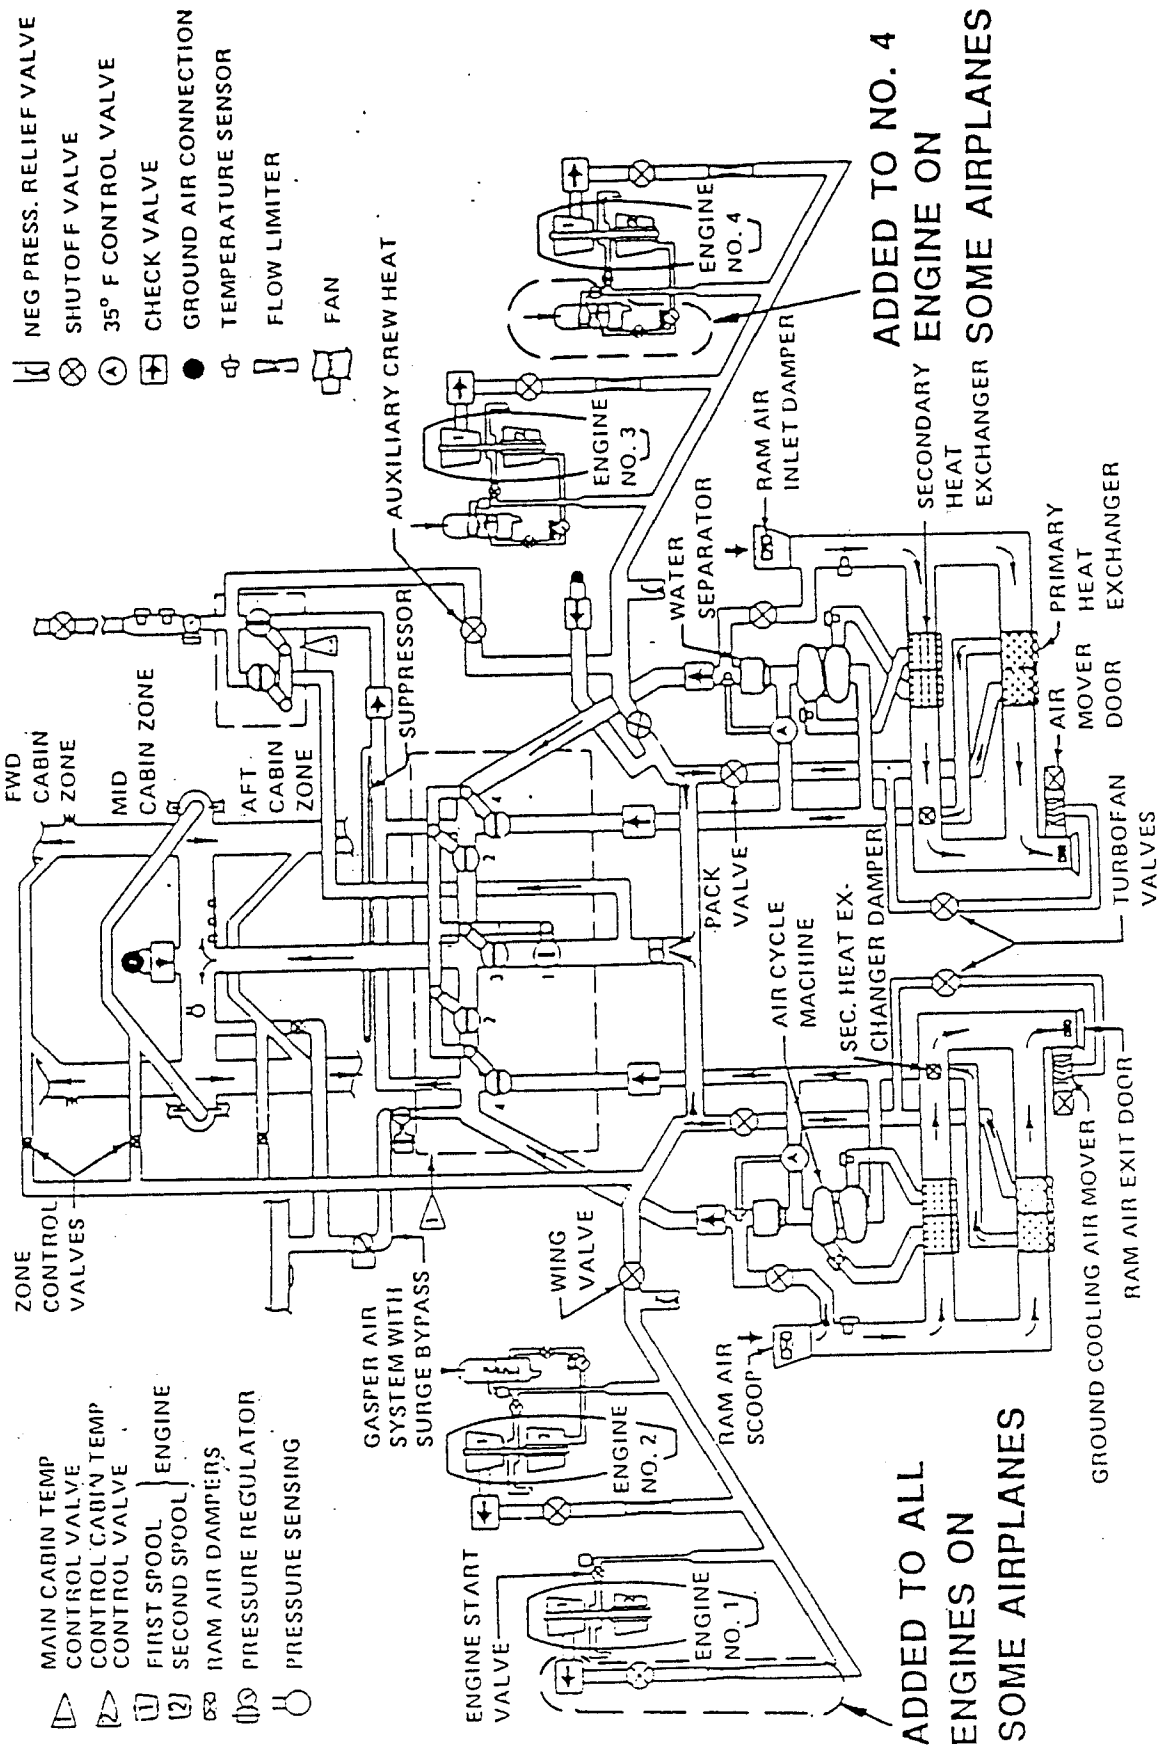 MAIN CABIN TEMP
CONTROL VALVE
CONTROL CABIN TEMP
CONTROL VALVE
1 FIRST SPOOL
2 SECOND SPOOL
ENGINE
RAM AIR DAMPERS
PRESSURE REGULATOR
PRESSURE SENSING
NEG PRESS. RELIEF VALVE
SHUTOFF VALVE
35° F CONTROL VALVE
CHECK VALVE
GROUND AIR CONNECTION
TEMPERATURE SENSOR
FLOW LIMITER
FAN
ZONE
CONTROL
VALVES
FWD
CABIN
ZONE
MID
CABIN ZONE
AFT
CABIN
ZONE
SUPPRESSOR
AUXILIARY CREW HEAT
GASPER AIR
SYSTEM WITH
SURGE BYPASS
ENGINE START
VALVE
ENGINE
NO. 1
ENGINE
NO. 2
ENGINE
NO. 3
ENGINE
NO. 4
WING
VALVE
PACK
VALVE
WATER
SEPARATOR
RAM AIR
INLET DAMPER
RAM AIR
SCOOP
AIR CYCLE
MACHINE
SEC. HEAT EX-
CHANGER DAMPER
SECONDARY
HEAT
EXCHANGER
PRIMARY
HEAT
EXCHANGER
AIR
MOVER
DOOR
TURBOFAN
VALVES
RAM AIR EXIT DOOR
GROUND COOLING AIR MOVER
ADDED TO ALL
ENGINES ON
SOME AIRPLANES
ADDED TO NO. 4
ENGINE ON
SOME AIRPLANES